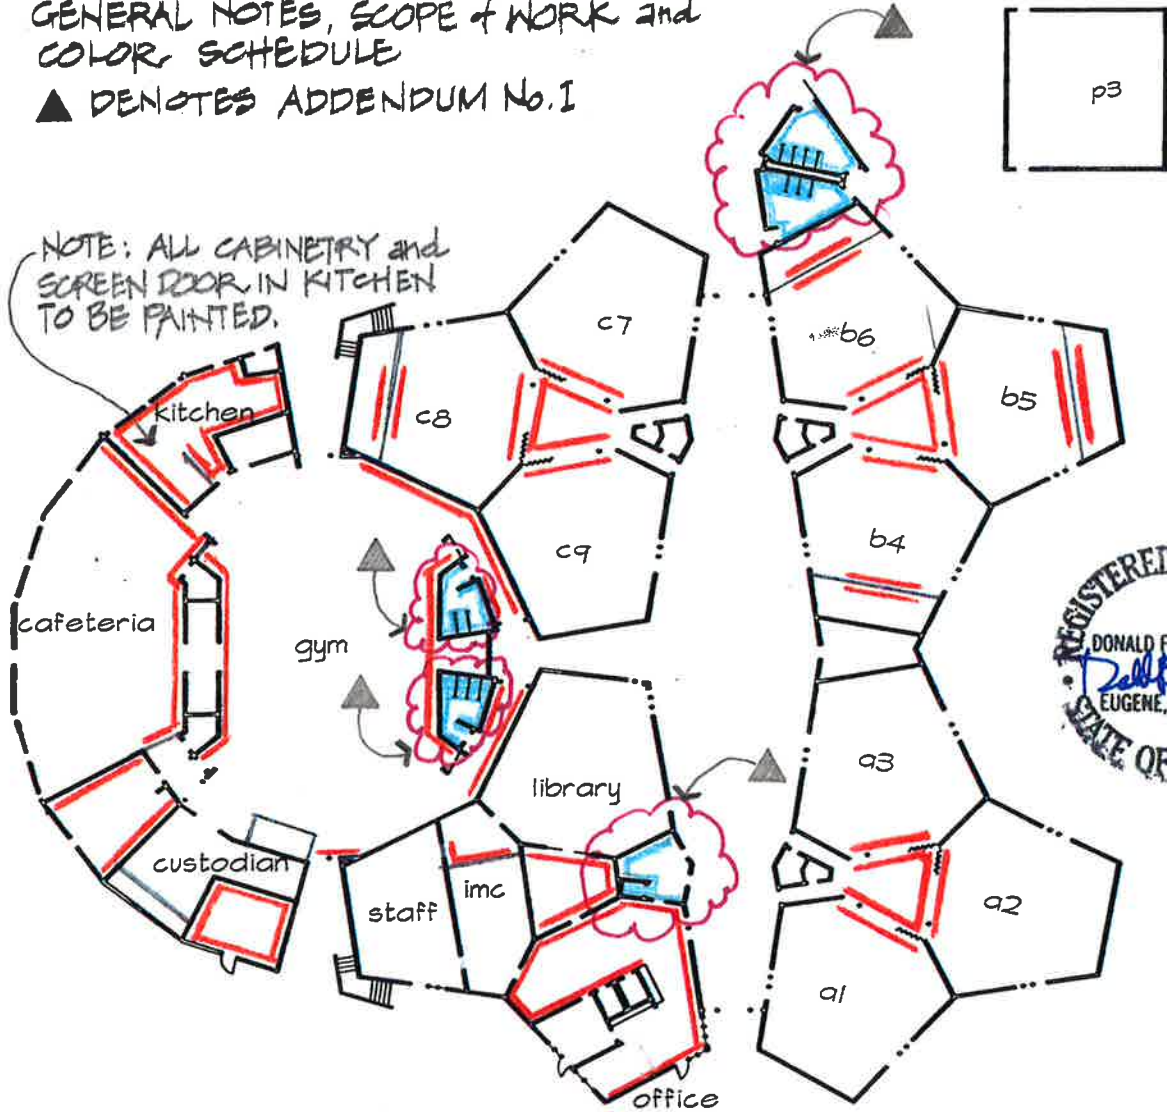 GENERAL NOTES, SCOPE of WORK and
COLOR SCHEDULE
▲ DENOTES ADDENDUM No. I
p3
NOTE: ALL CABINETRY and
SCREEN DOOR IN KITCHEN
TO BE PAINTED.
c7
b6
b5
c8
kitchen
c9
b4
cafeteria
gym
REGISTERED
DONALD F
EUGENE,
STATE OF
a3
library
custodian
imc
staff
a2
a1
office